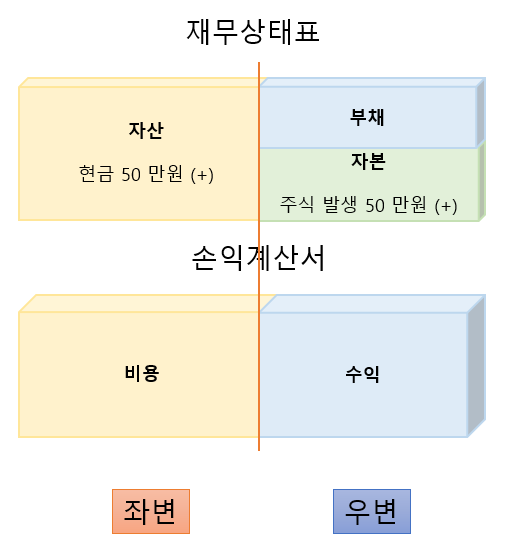 재무상태표
자산
현금 50 만원 (+)
부채
자본
주식 발생 50 만원 (+)
손익계산서
비용
수익
좌변
우변